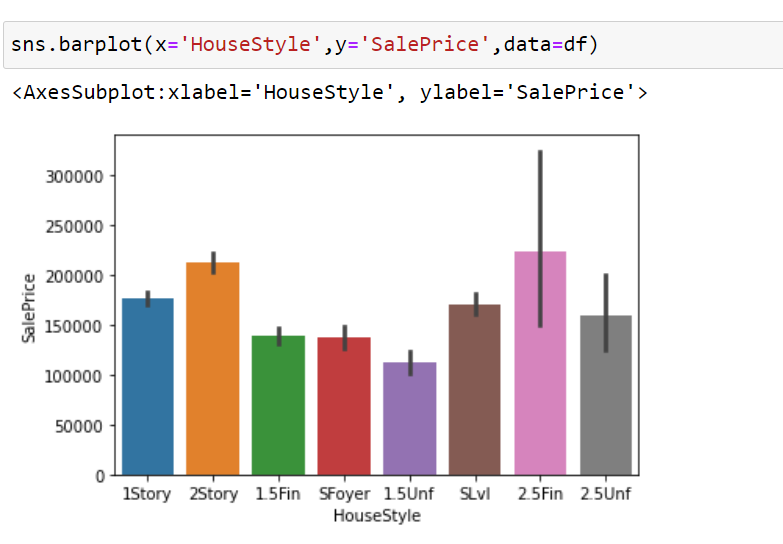 sns.barplot(x='HouseStyle',y='SalePrice',data=df)
<AxesSubplot:xlabel='HouseStyle', ylabel='SalePrice'>
300000
250000
200000
150000
100000
50000
0
SalePrice
1Story 2Story 1.5Fin SFoyer 1.5Unf SLvl 2.5Fin 2.5Unf
HouseStyle